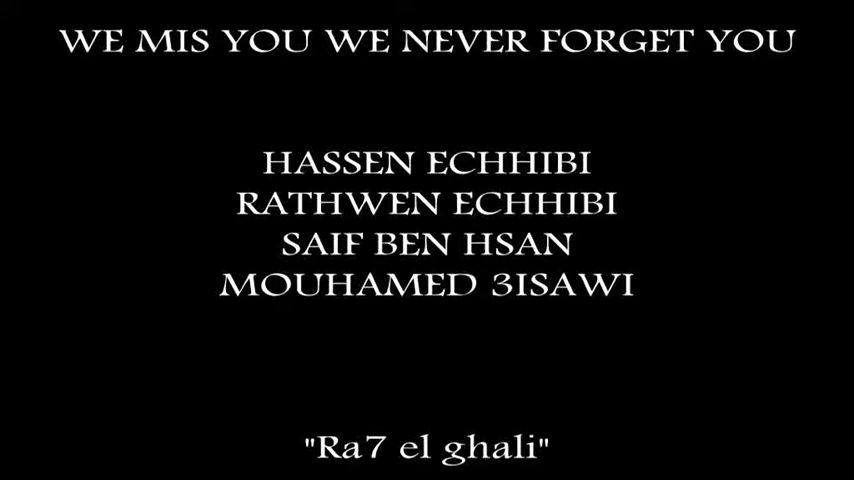 WE MIS YOU WE NEVER FORGET YOU
HASSEN ECHHIBI
RATHWEN ECHHIBI
SAIF BEN HSAN
MOUHAMED 3ISAWI
"Ra7 el ghali"